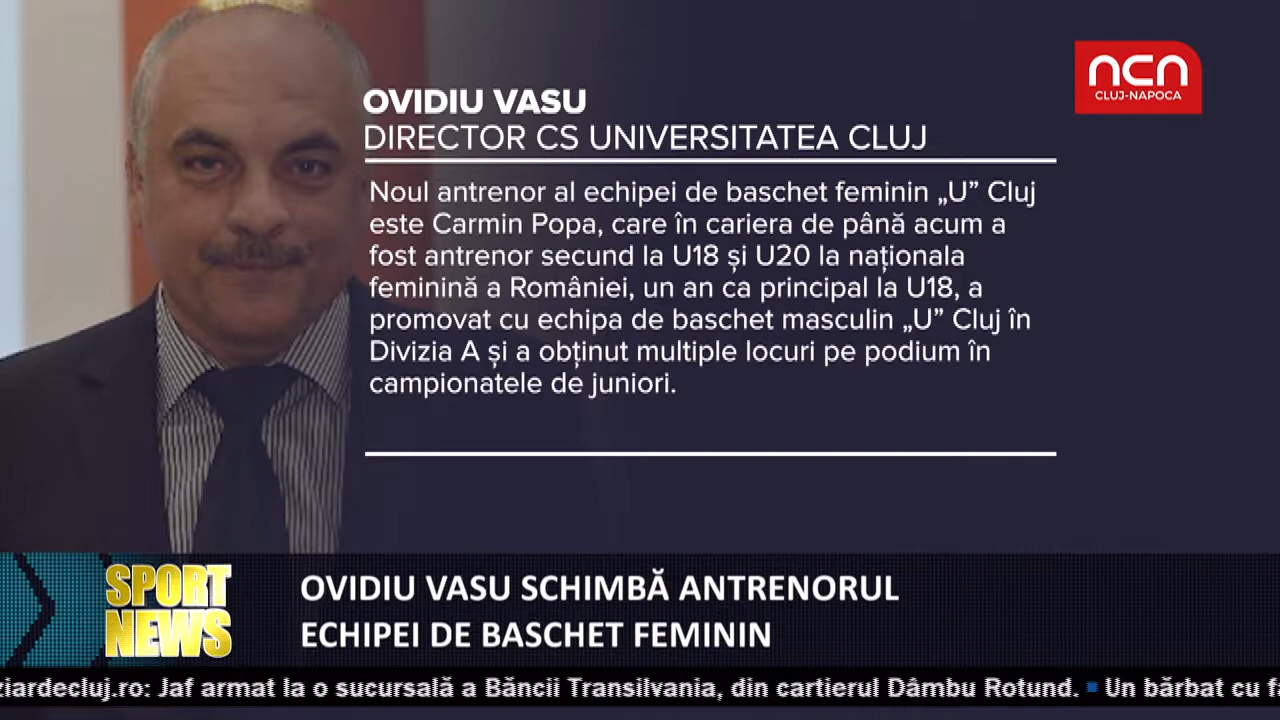 OVIDIU VASU
DIRECTOR CS UNIVERSITATEA CLUJ
ncn
CLUJ-NAPOCA
Noul antrenor al echipei de baschet feminin „U” Cluj
este Carmin Popa, care în cariera de până acum a
fost antrenor secund la U18 și U20 la naționala
feminină a României, un an ca principal la U18, a
promovat cu echipa de baschet masculin „U” Cluj în
Divizia A și a obținut multiple locuri pe podium în
campionatele de juniori.
SPORT
NEWS
OVIDIU VASU SCHIMBĂ ANTRENORUL
ECHIPEI DE BASCHET FEMININ
ziardecluj.ro: Jaf armat la o sucursală a Băncii Transilvania, din cartierul Dâmbu Rotund. ▪ Un bărbat cu